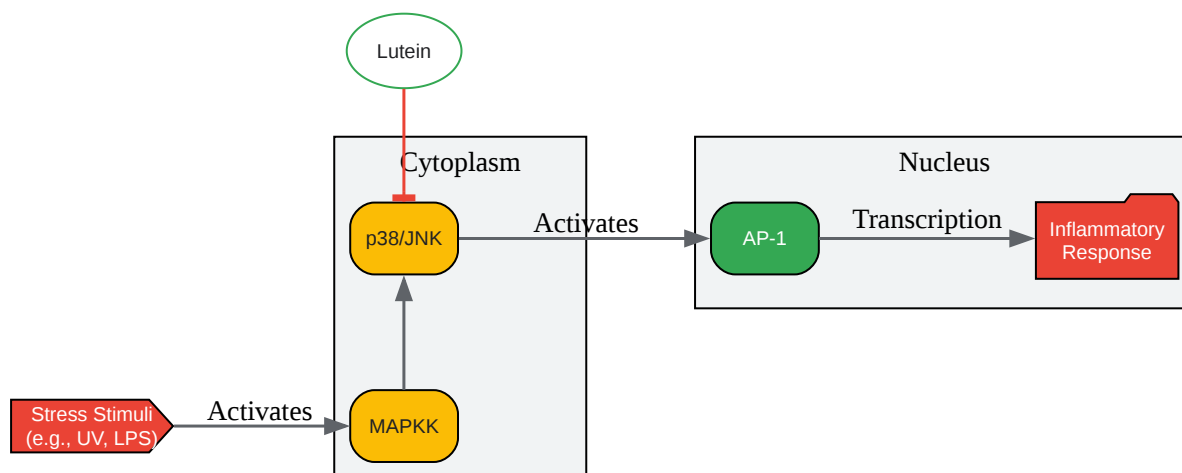 Lutein
Cytoplasm
Nucleus
p38/JNK
Activates
AP-1
Transcription
Inflammatory
Response
Stress Stimuli
(e.g., UV, LPS)
Activates
MAPKK